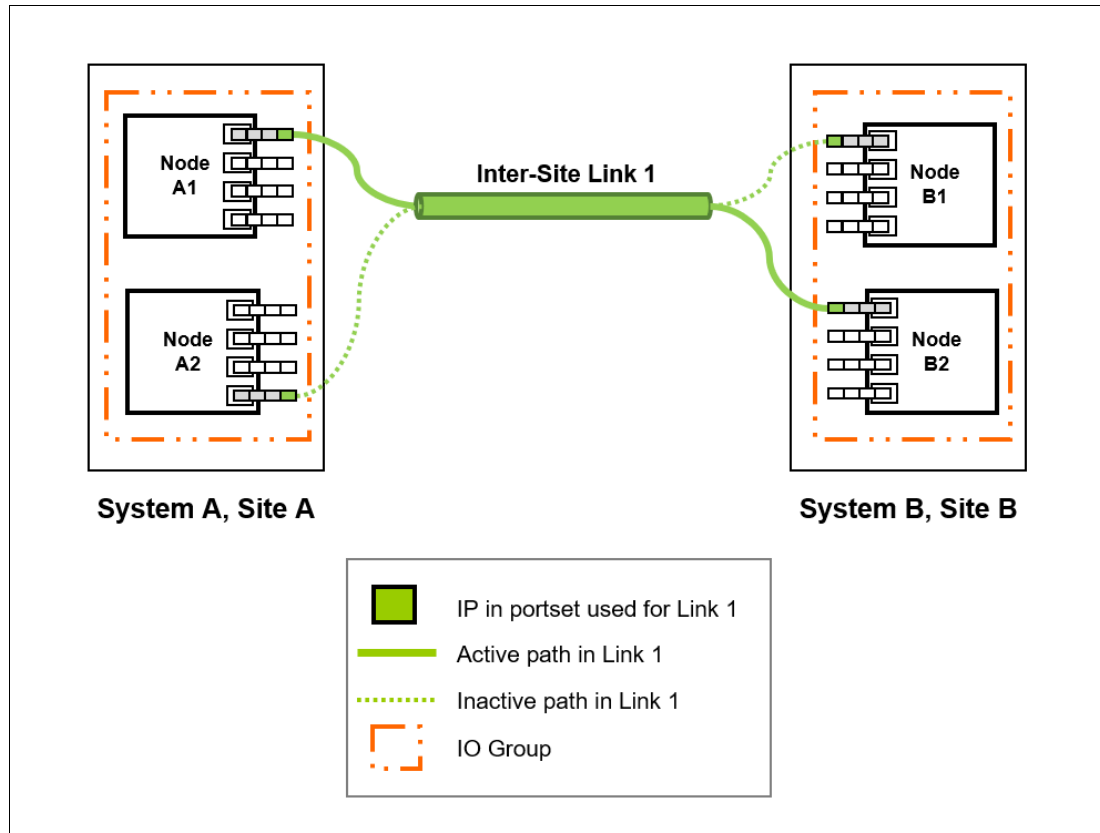 Inter-Site Link 1
Node
A1
Node
A2
Node
B1
Node
B2
System A, Site A
System B, Site B
IP in portset used for Link 1
Active path in Link 1
Inactive path in Link 1
IO Group